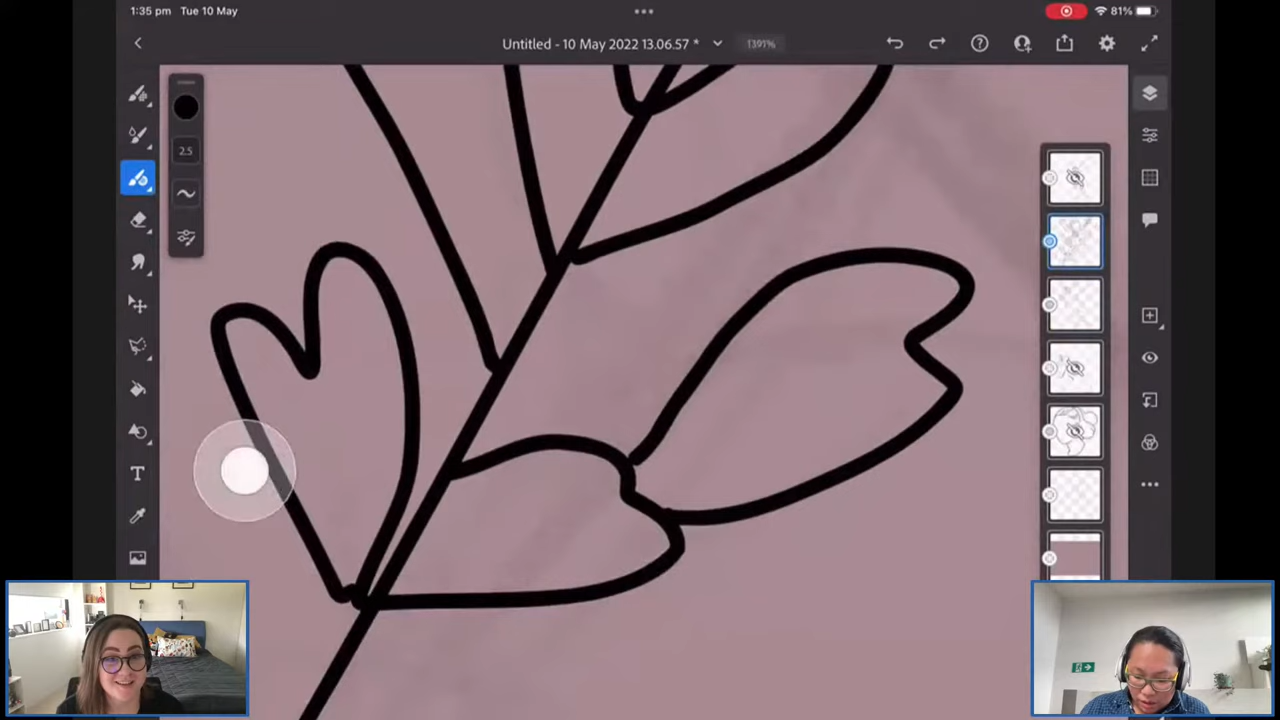 1:35 pm Tue 10 May
81%
Untitled - 10 May 2022 13.06.57 *
1391%
2.5
T